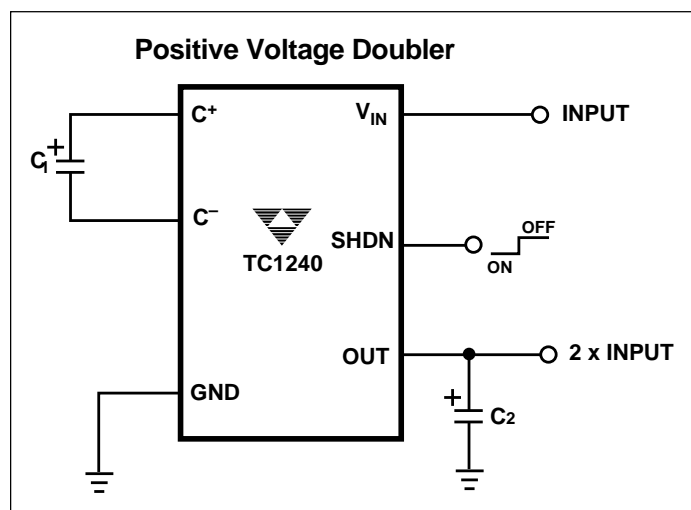 Positive Voltage Doubler
C+
VIN
INPUT
C1
+
C–
SHDN
OFF
ON
TC1240
OUT
2 x INPUT
GND
+
C2